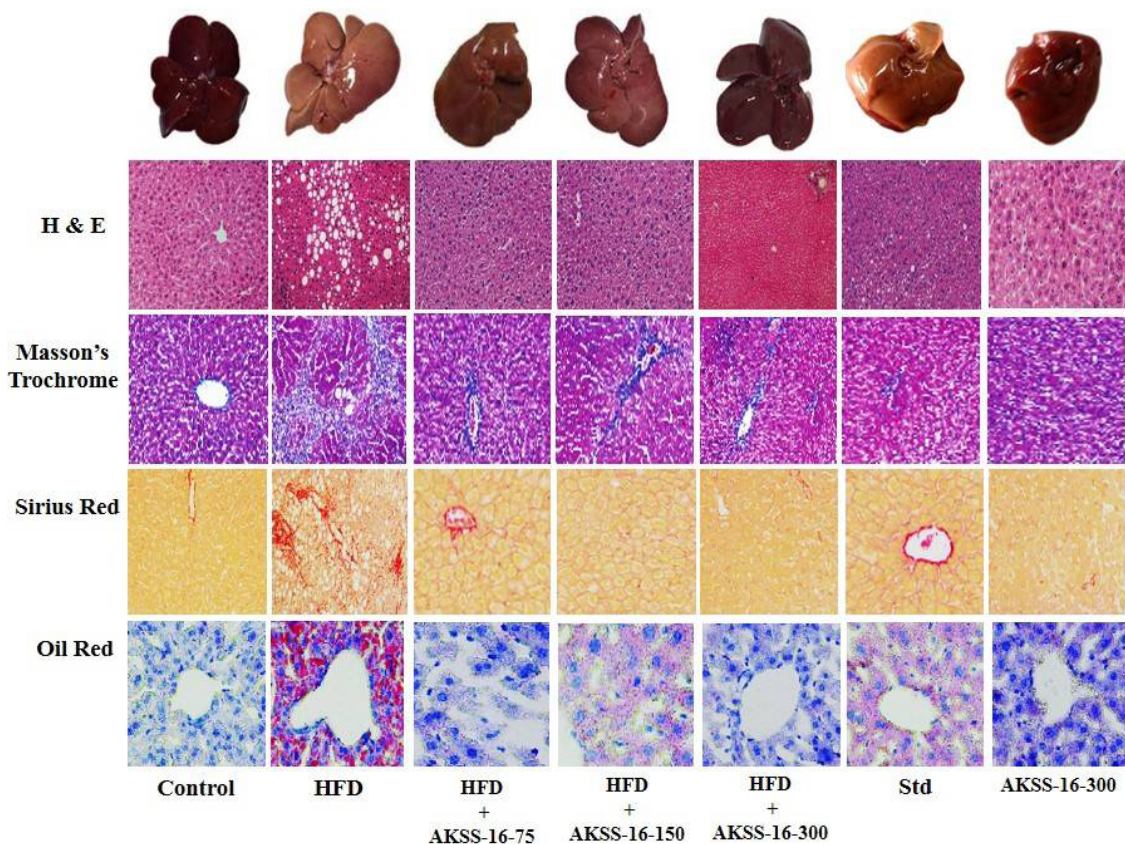 H & E
Masson's
Trochrome
Sirius Red
Oil Red
Control
HFD
HFD
+
AKSS-16-75
HFD
+
AKSS-16-150
HFD
+
AKSS-16-300
Std
AKSS-16-300